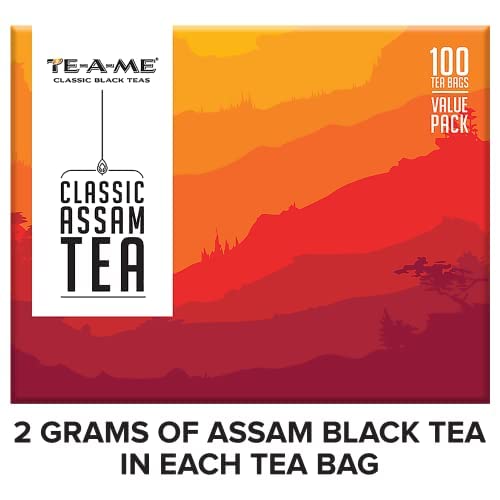 TE-A-ME®
CLASSIC BLACK TEAS
CLASSIC
ASSAM
TEA
100
TEA BAGS
VALUE
PACK
2 GRAMS OF ASSAM BLACK TEA
IN EACH TEA BAG